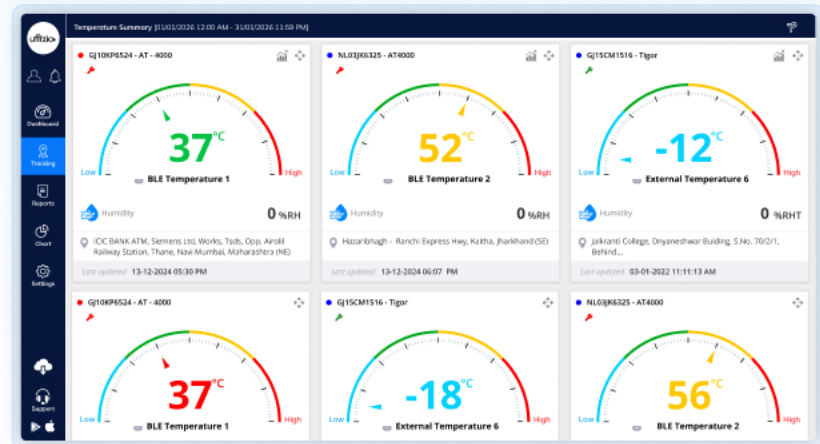 Temperature Summary [01/01/2026 12:00 AM - 31/01/2026 11:59 PM]
uffizio
Dashboard
Tracking
Reports
Chart
Settings
Support
GJ10KP6524 - AT - 4000
37°C
Low
High
BLE Temperature 1
Humidity
0 %RH
ICIC BANK ATM, Siemens Ltd, Works, Tsds, Opp. Airolil
Railway Station, Thane, Navi Mumbai, Maharashtra (NE)
Last updated 13-12-2024 05:30 PM
NL03JK6325 - AT4000
52°C
Low
High
BLE Temperature 2
Humidity
0 %RH
Hazaribhagh - Ranchi Express Hwy, Kaitha, Jharkhand(SE)
Last updated 13-12-2024 06:07 PM
GJ15CM1516 - Tigor
-12°C
Low
High
External Temperature 6
Humidity
0 %RHT
Jaikranti College, Dnyaneshwar Buiding, S.No. 70/2/1,
Behind...
Last updated 03-01-2022 11:11:13 AM
GJ10KP6524 - AT - 4000
37°C
Low
High
BLE Temperature 1
GJ15CM1516 - Tigor
-18°C
Low
High
External Temperature 6
NL03JK6325 - AT4000
56°C
Low
High
BLE Temperature 2